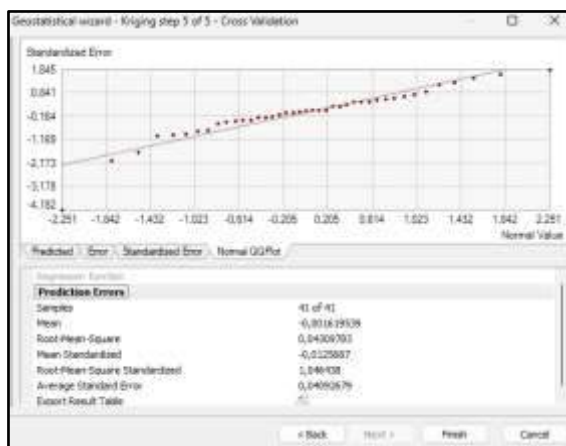 Geostatistical wizard - Kriging step 5 of 5 - Cross Validation
Standardized Error
1.845
0.841
-0.164
-1.169
-2.173
-3.178
-4.182
-2.251 -1.842 -1.432 -1.023 -0.614 -0.205 0.205 0.614 1.023 1.432 1.842 2.251
Normal Value
Predicted Error Standardized Error Normal QQPlot
Regression function
Prediction Errors
Samples 41 of 41
Mean -0,001619539
Root-Mean-Square 0,04309783
Mean Standardized -0,0125887
Root-Mean-Square Standardized 1,046438
Average Standard Error 0,04092679
Export Result Table
< Back Next > Finish Cancel